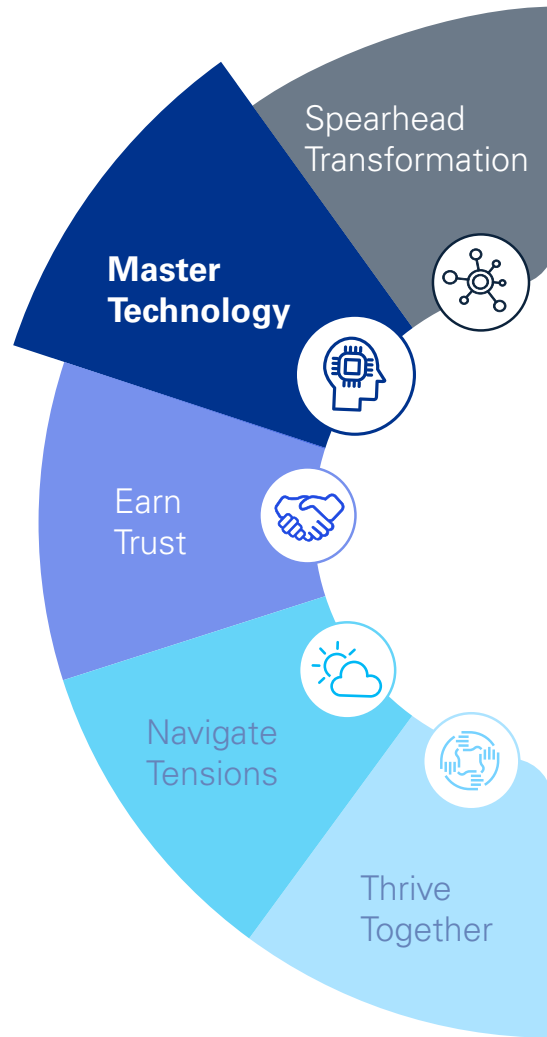 Spearhead
Transformation
Master
Technology
Earn
Trust
Navigate
Tensions
Thrive
Together